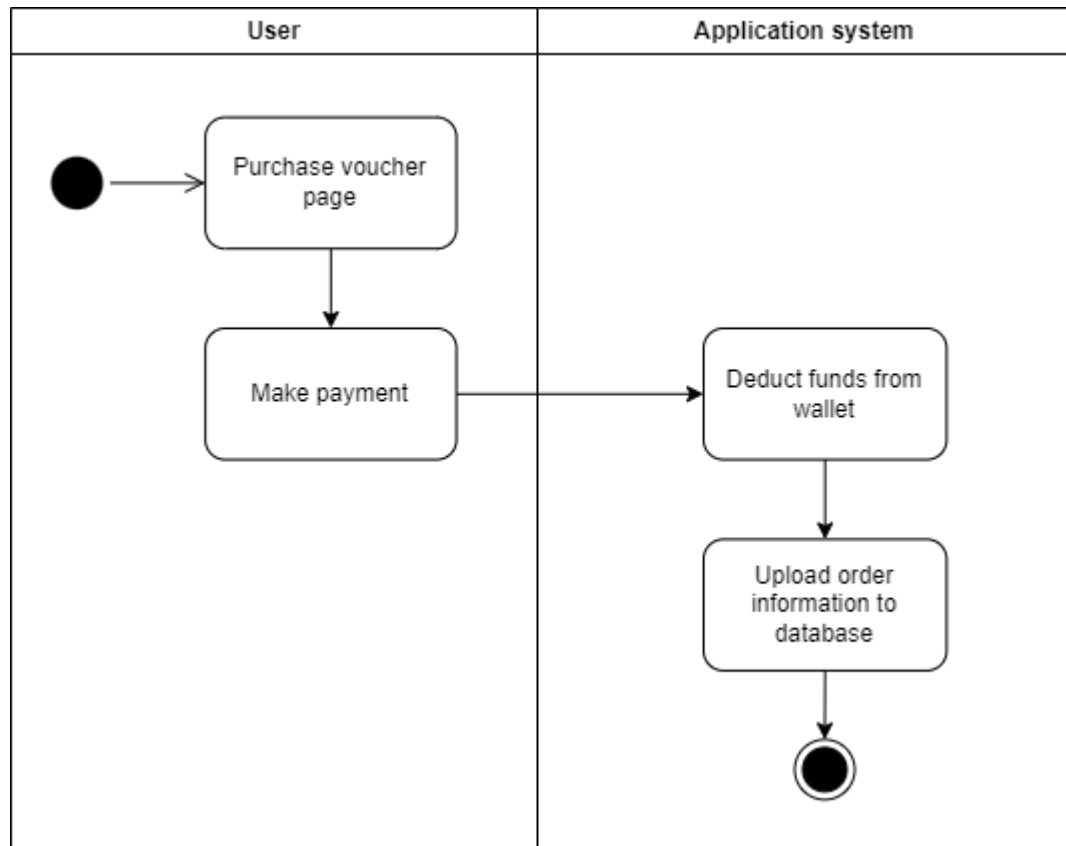 User
Application system
Purchase voucher
page
Make payment
Deduct funds from
wallet
Upload order
information to
database